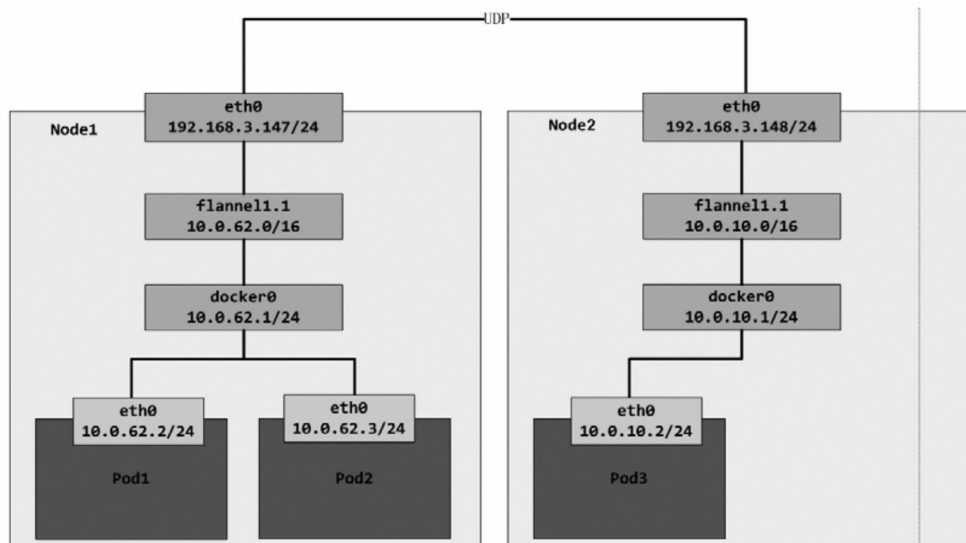 UDP
Node1
eth0
192.168.3.147/24
flannel1.1
10.0.62.0/16
docker0
10.0.62.1/24
eth0
10.0.62.2/24
Pod1
eth0
10.0.62.3/24
Pod2
Node2
eth0
192.168.3.148/24
flannel1.1
10.0.10.0/16
docker0
10.0.10.1/24
eth0
10.0.10.2/24
Pod3